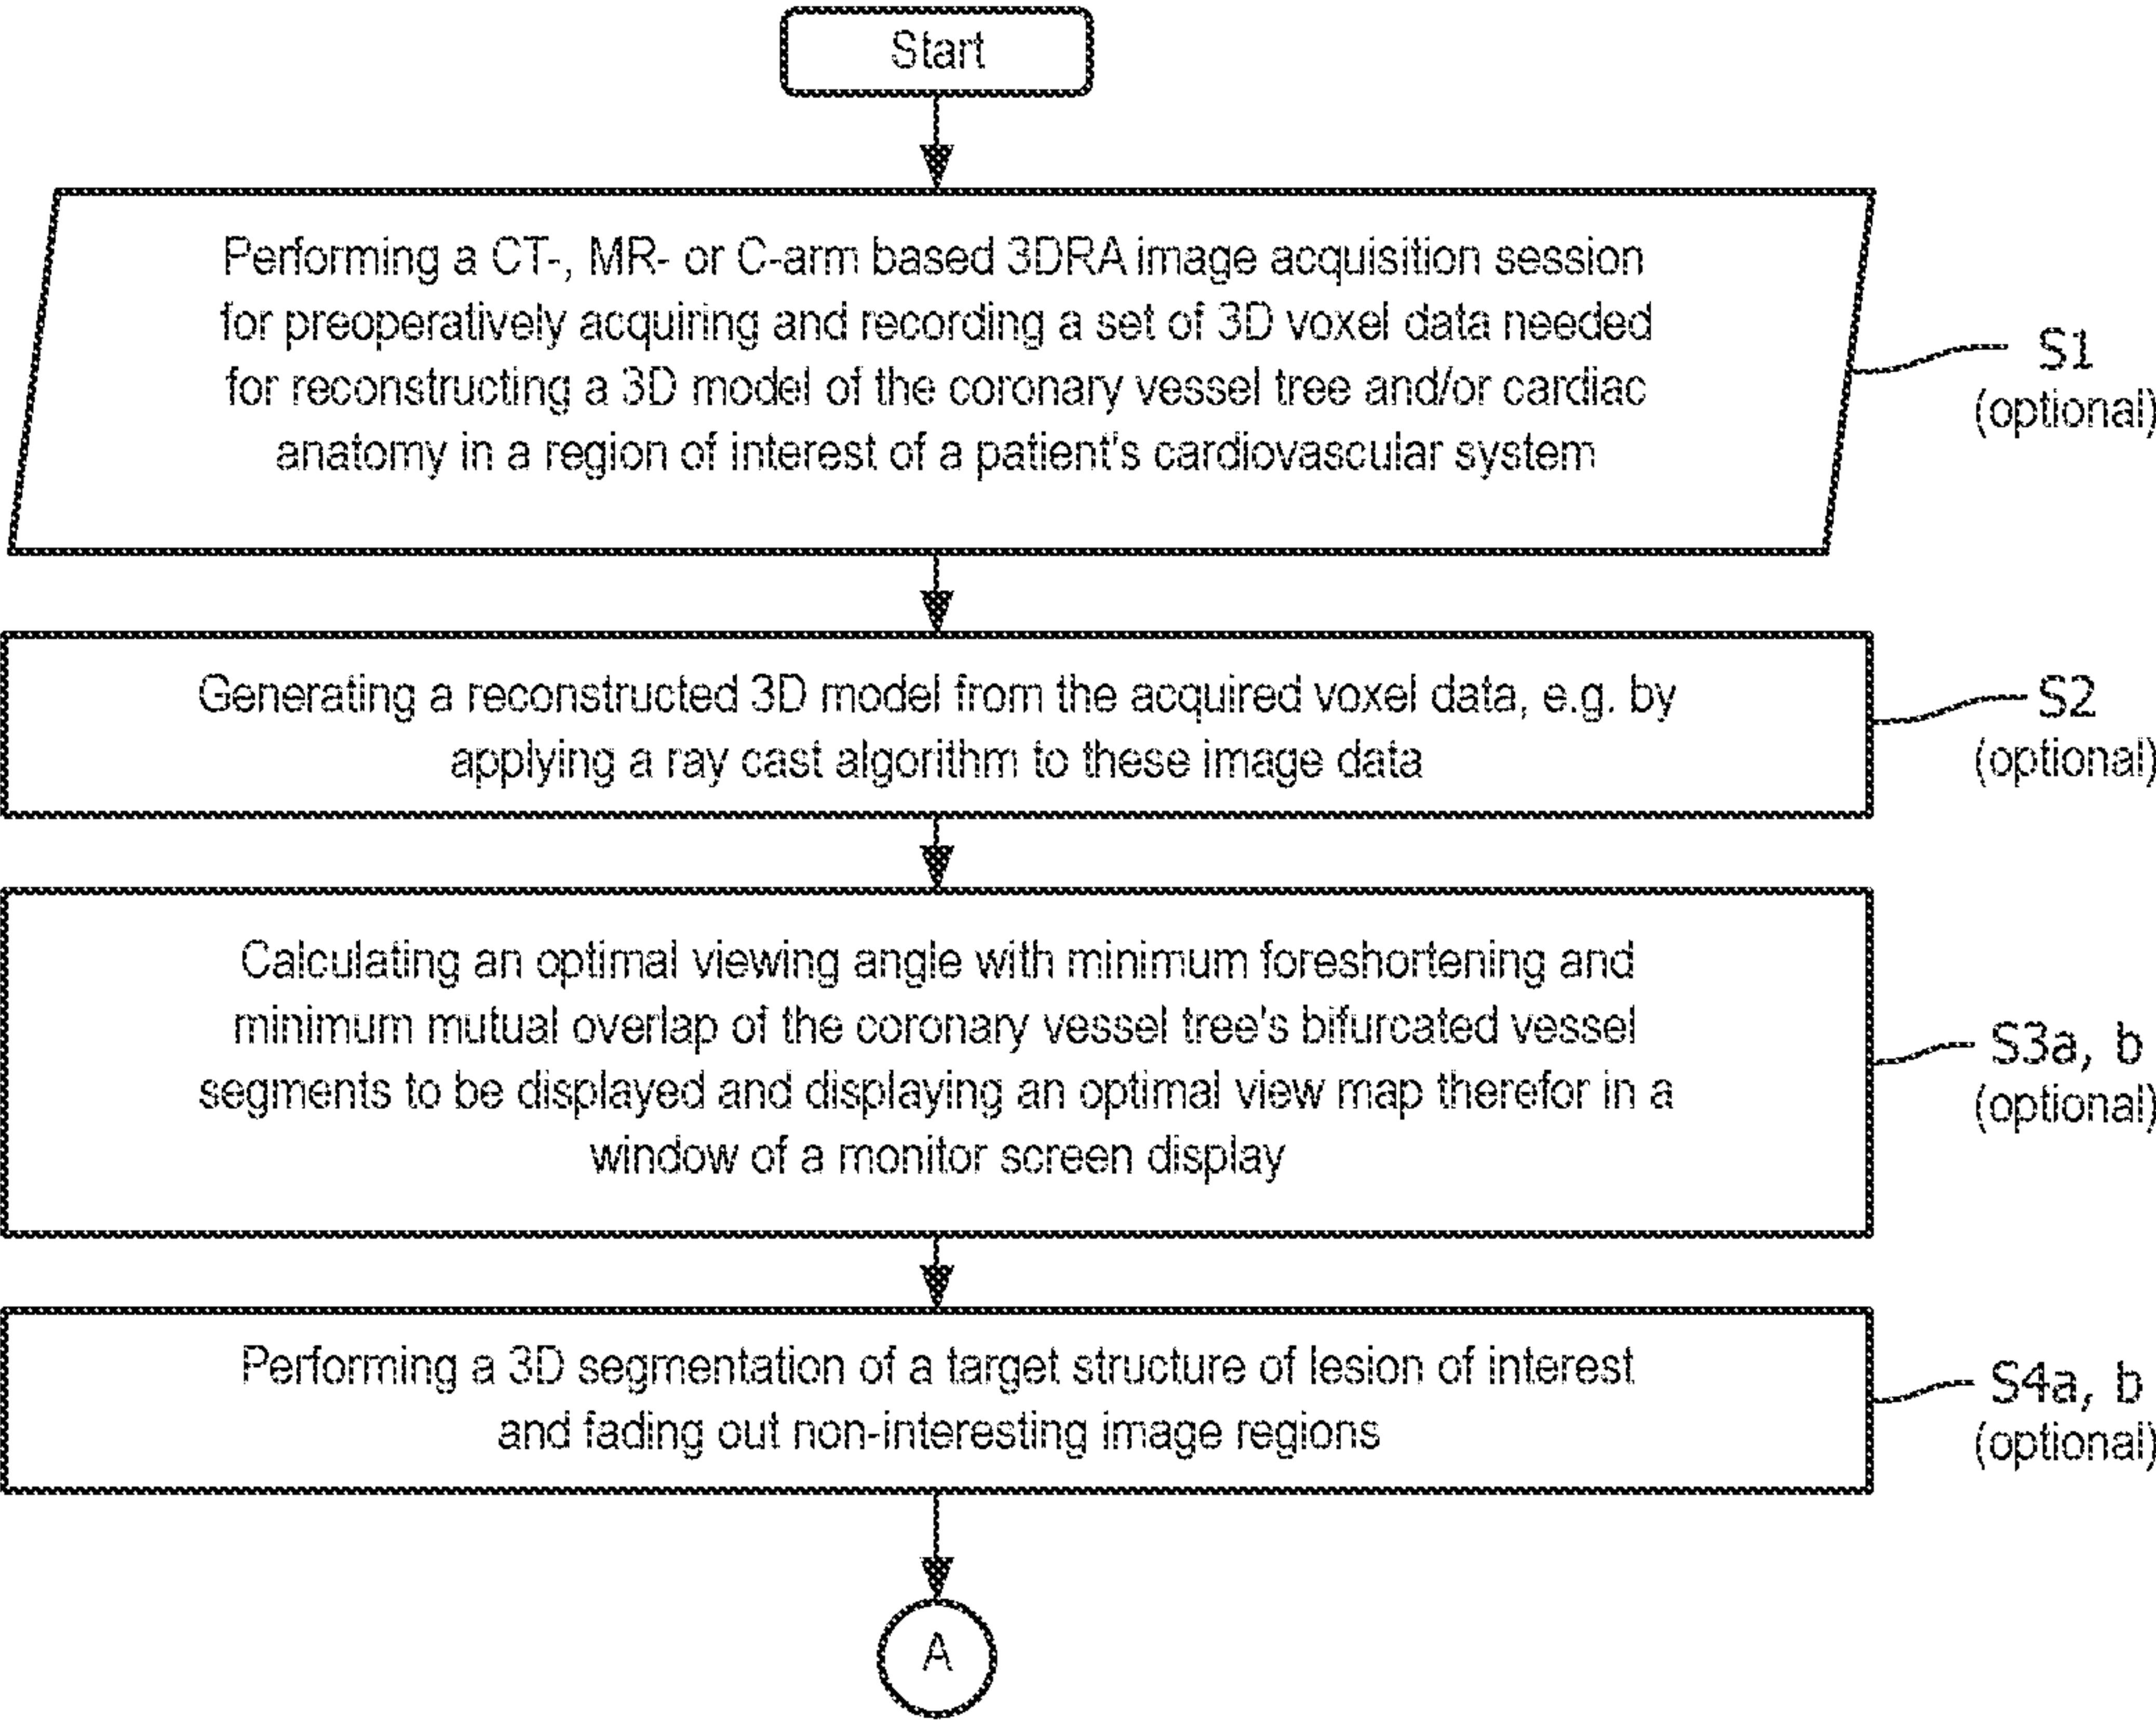 Start
Performing a CT-, MR- or C-arm based 3DRA image acquisition session
for preoperatively acquiring and recording a set of 3D voxel data needed
for reconstructing a 3D model of the coronary vessel tree and/or cardiac
anatomy in a region of interest of a patient's cardiovascular system
S1
(optional)
Generating a reconstructed 3D model from the acquired voxel data, e.g. by
applying a ray cast algorithm to these image data
S2
(optional)
Calculating an optimal viewing angle with minimum foreshortening and
minimum mutual overlap of the coronary vessel tree's bifurcated vessel
segments to be displayed and displaying an optimal view map therefor in a
window of a monitor screen display
S3a, b
(optional)
Performing a 3D segmentation of a target structure of lesion of interest
and fading out non-interesting image regions
S4a, b
(optional)
A